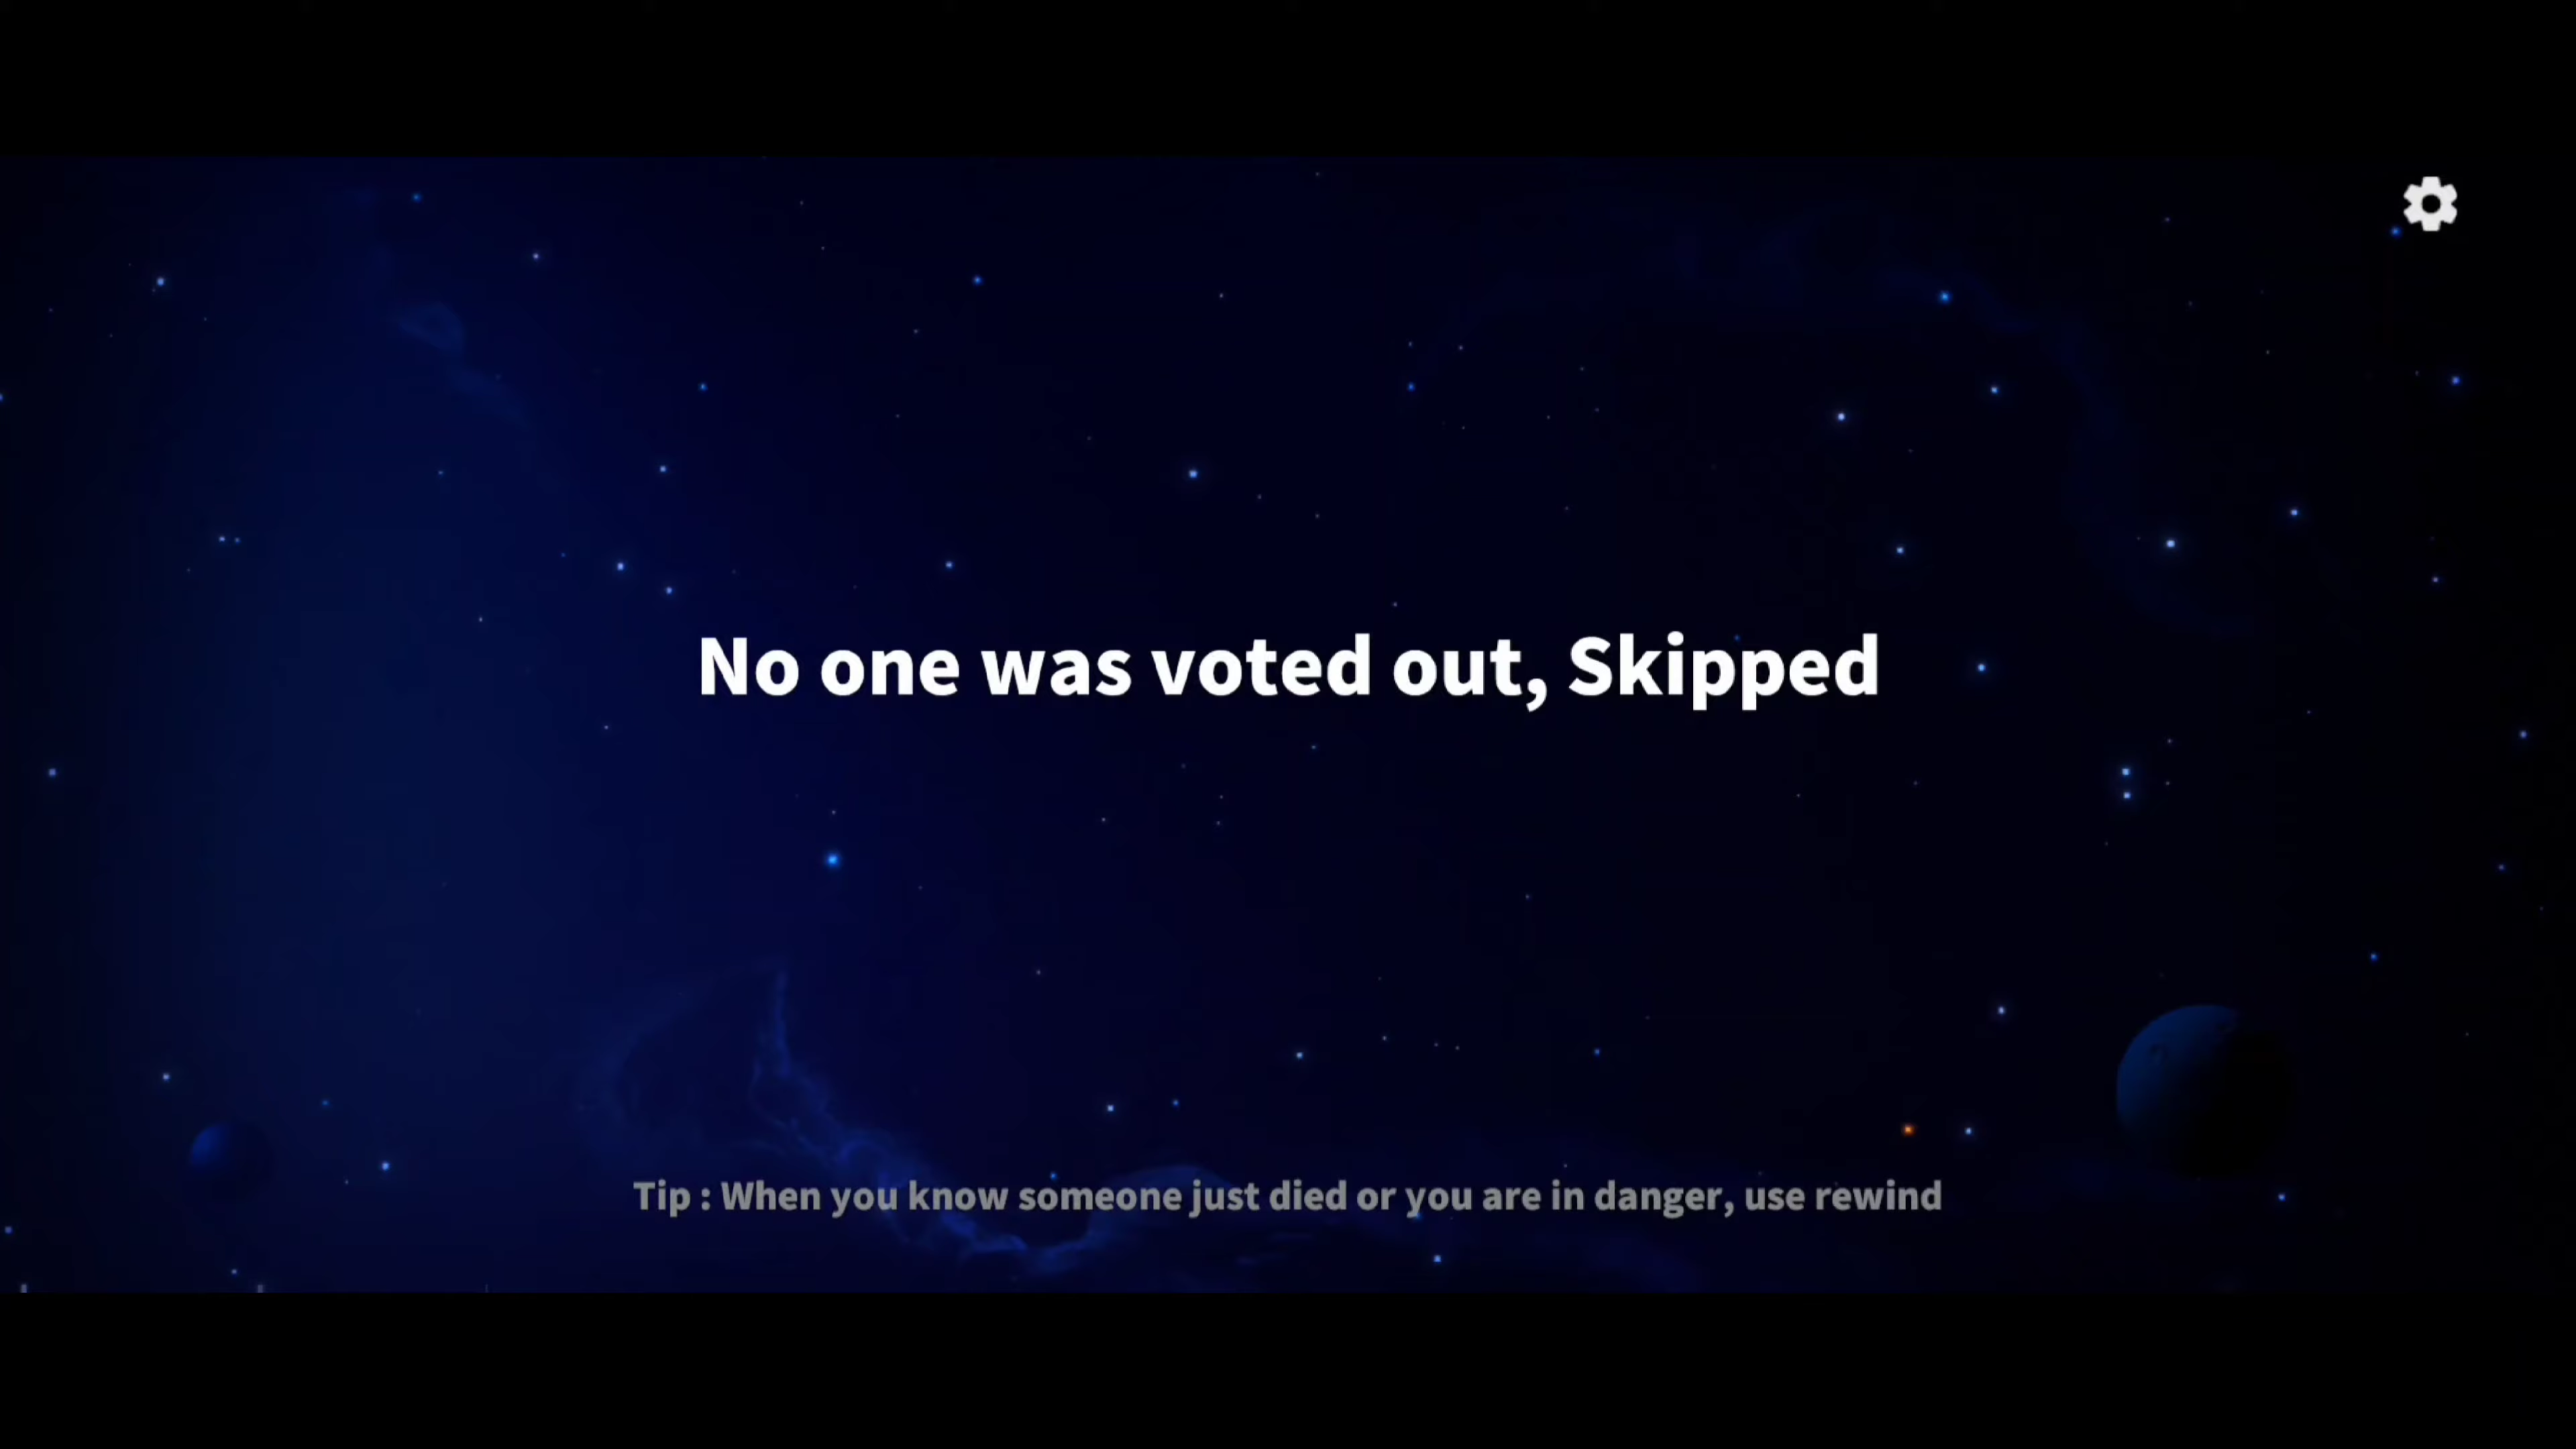 No one was voted out, Skipped
Tip : When you know someone just died or you are in danger, use rewind